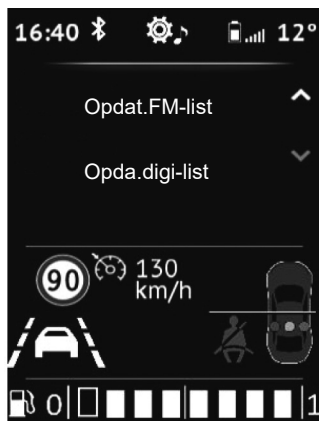 16:40 12°
Opdat.FM-list
Opda.digi-list
90 130
km/h
0 1